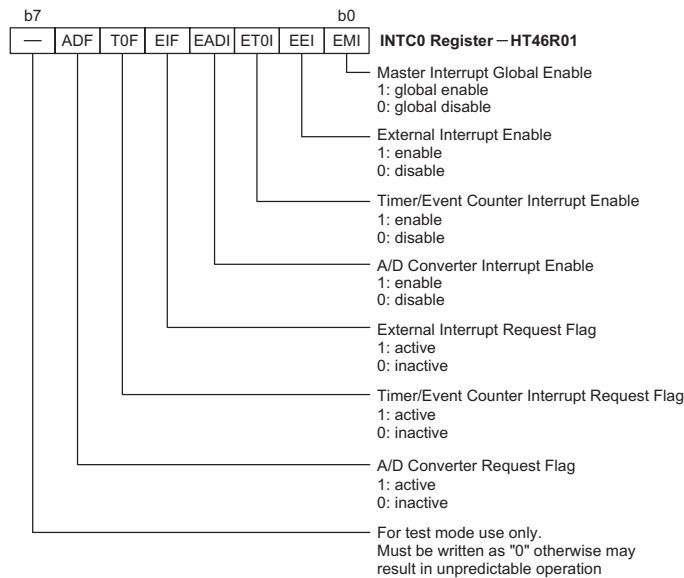 b7 b0
— ADF T0F EIF EADI ET0I EEI EMI INTC0 Register — HT46R01
Master Interrupt Global Enable
1: global enable
0: global disable
External Interrupt Enable
1: enable
0: disable
Timer/Event Counter Interrupt Enable
1: enable
0: disable
A/D Converter Interrupt Enable
1: enable
0: disable
External Interrupt Request Flag
1: active
0: inactive
Timer/Event Counter Interrupt Request Flag
1: active
0: inactive
A/D Converter Request Flag
1: active
0: inactive
For test mode use only.
Must be written as "0" otherwise may
result in unpredictable operation